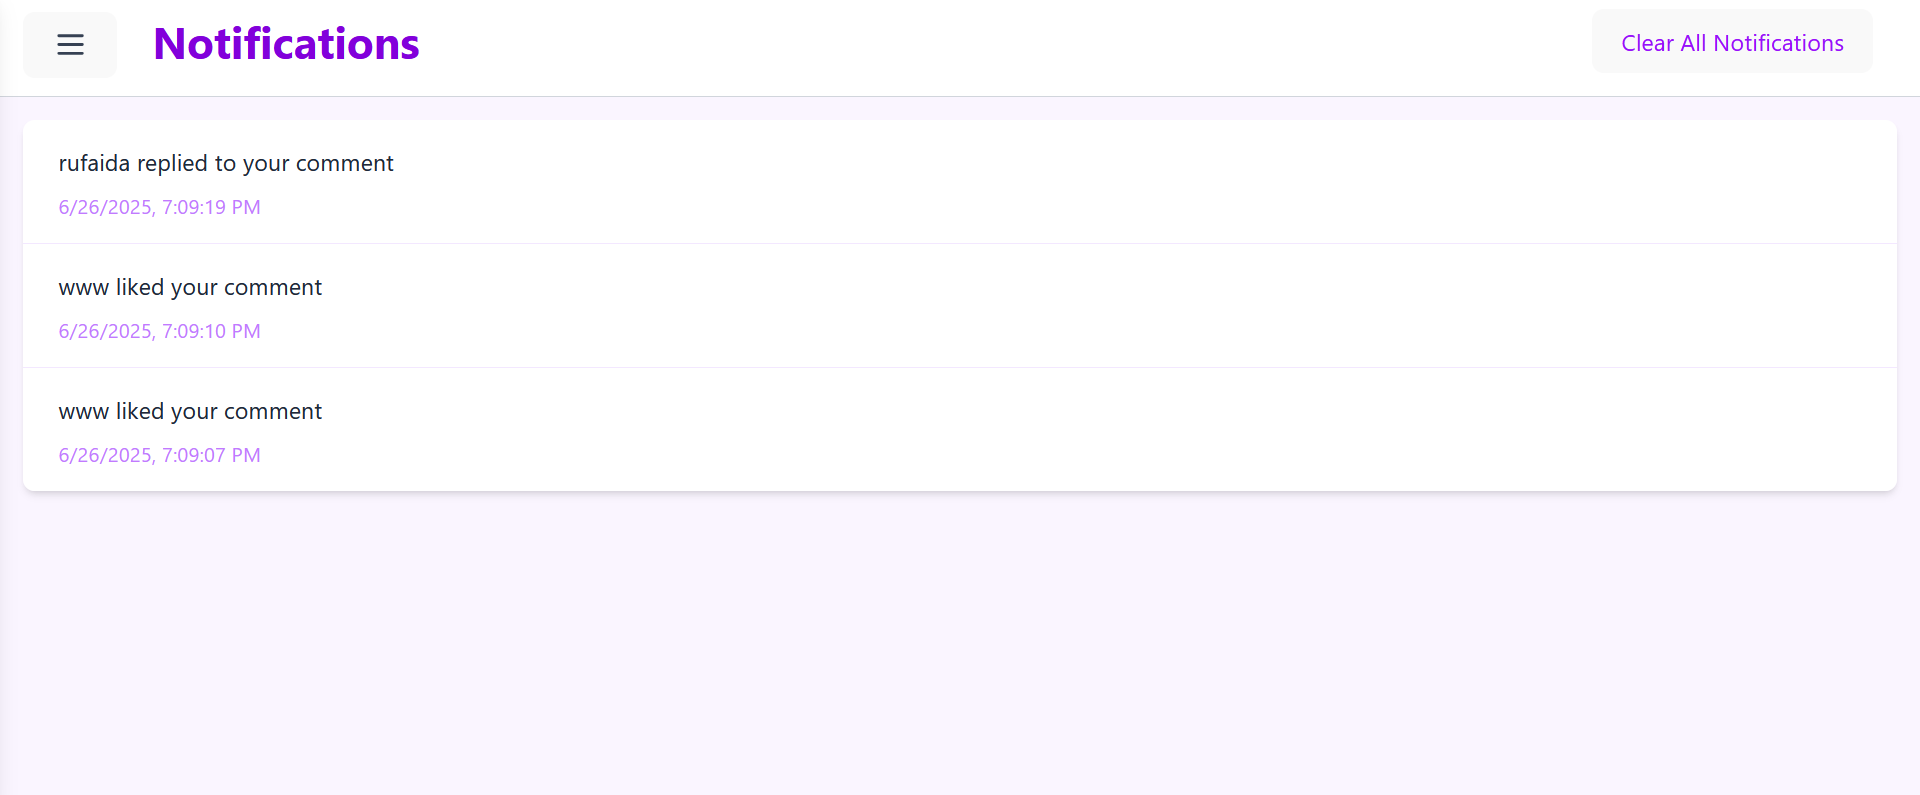 Notifications
Clear All Notifications
rufaida replied to your comment
6/26/2025, 7:09:19 PM
www liked your comment
6/26/2025, 7:09:10 PM
www liked your comment
6/26/2025, 7:09:07 PM